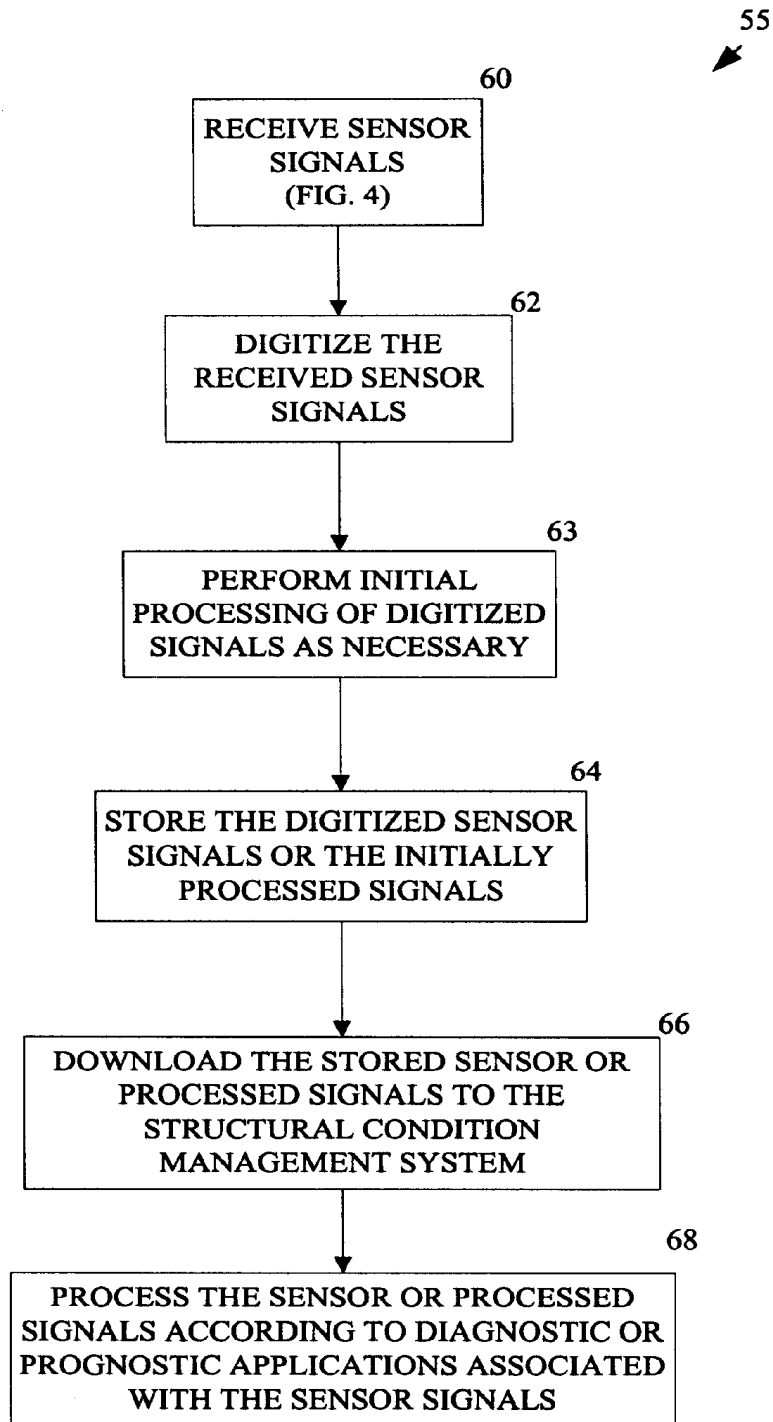 55
60
RECEIVE SENSOR
SIGNALS
(FIG. 4)
62
DIGITIZE THE
RECEIVED SENSOR
SIGNALS
63
PERFORM INITIAL
PROCESSING OF DIGITIZED
SIGNALS AS NECESSARY
64
STORE THE DIGITIZED SENSOR
SIGNALS OR THE INITIALLY
PROCESSED SIGNALS
66
DOWNLOAD THE STORED SENSOR OR
PROCESSED SIGNALS TO THE
STRUCTURAL CONDITION
MANAGEMENT SYSTEM
68
PROCESS THE SENSOR OR PROCESSED
SIGNALS ACCORDING TO DIAGNOSTIC OR
PROGNOSTIC APPLICATIONS ASSOCIATED
WITH THE SENSOR SIGNALS